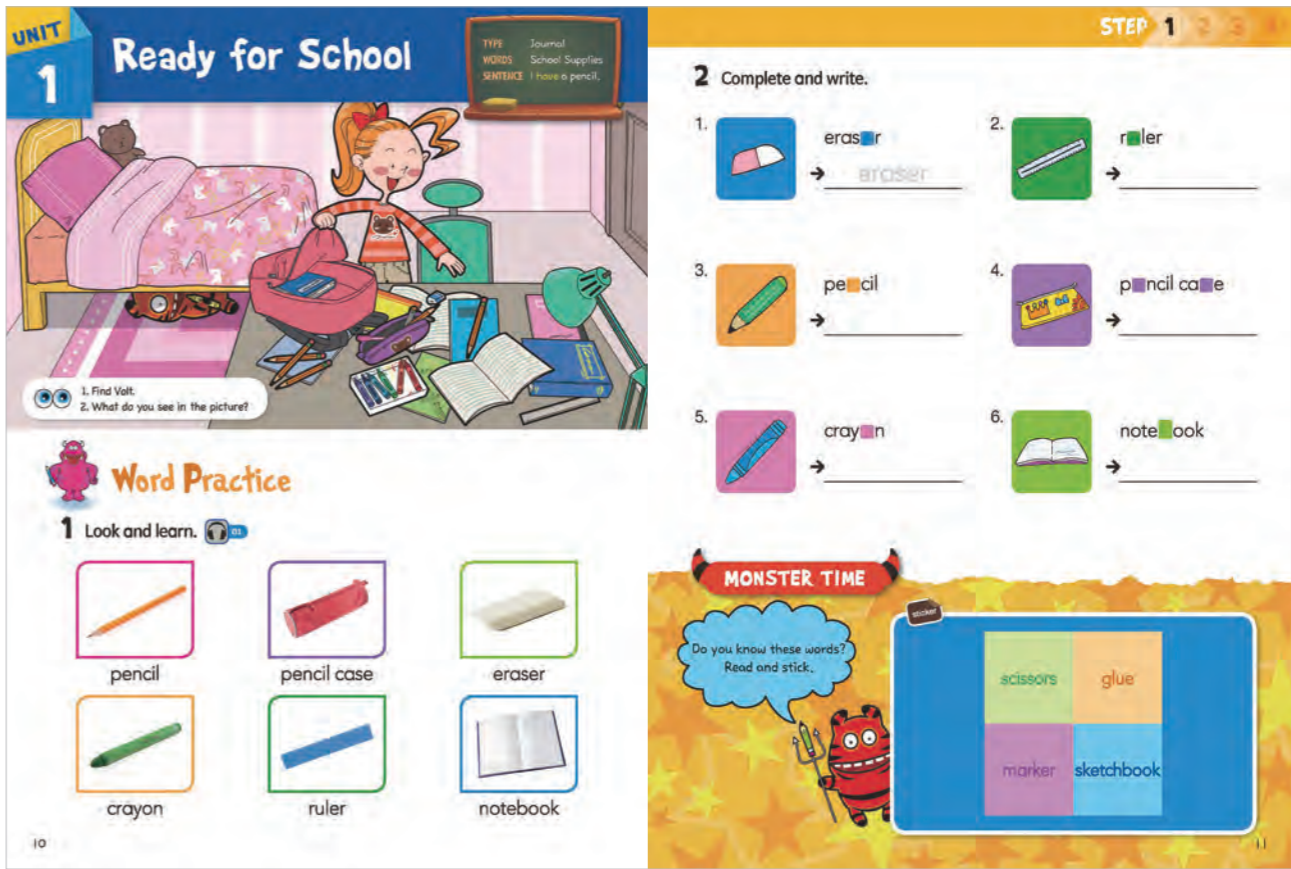 UNIT
1
Ready for School
TYPE Journal
WORDS School Supplies
SENTENCE I have a pencil.
1. Find Volt.
2. What do you see in the picture?
Word Practice
1 Look and learn. 01
pencil
pencil case
eraser
crayon
ruler
notebook
10
STEP 1 2 3 4
2 Complete and write.
1. eras■r
→ eraser
2. r■ler
→
3. pe■cil
→
4. p■ncil ca■e
→
5. cray■n
→
6. note■ook
→
MONSTER TIME
Do you know these words?
Read and stick.
sticker
scissors
glue
marker
sketchbook
11